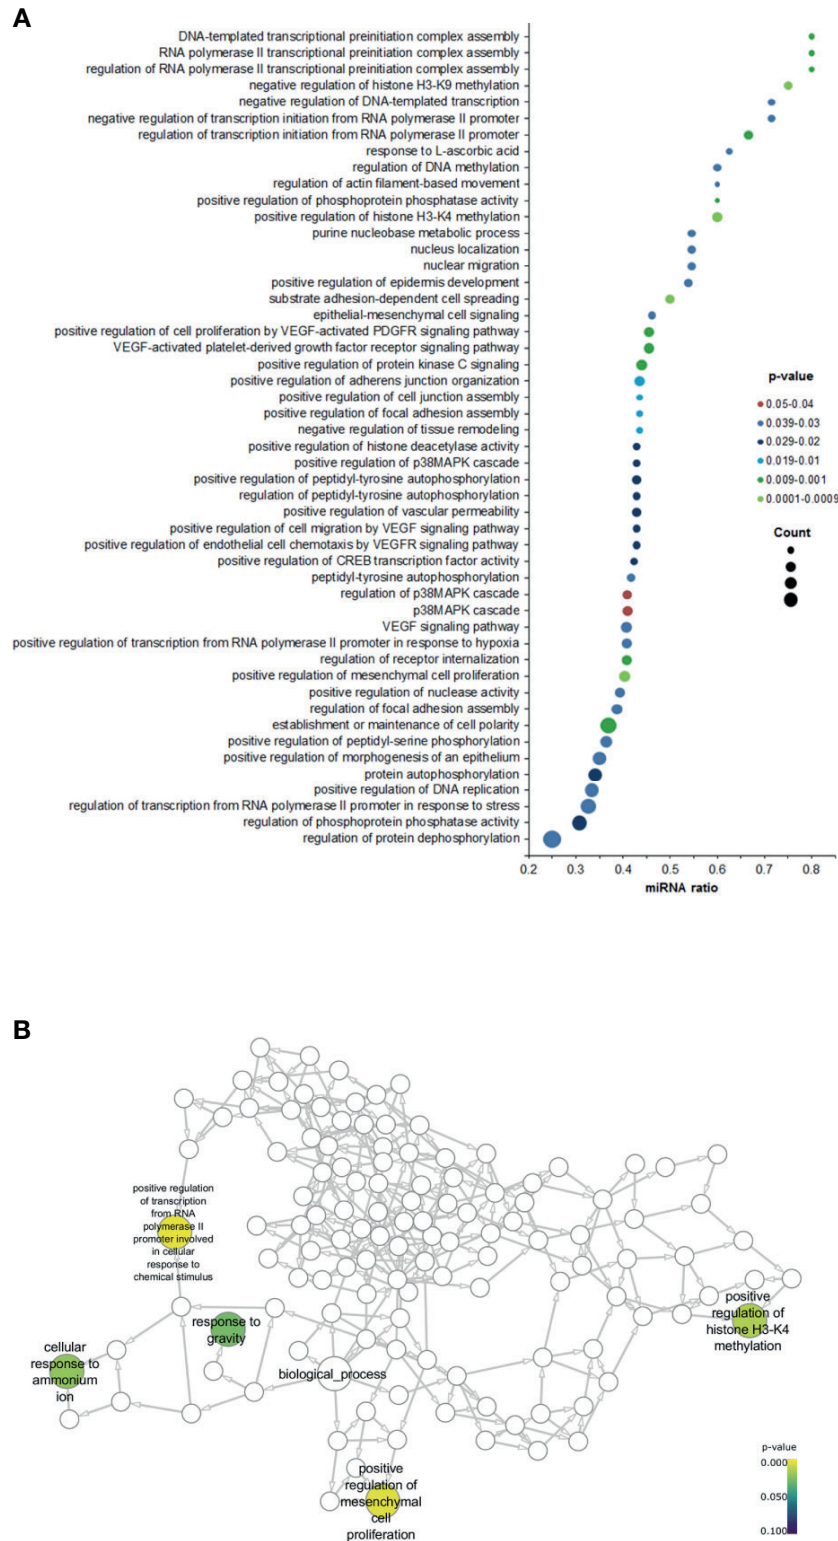 A
DNA-templated transcriptional preinitiation complex assembly
RNA polymerase II transcriptional preinitiation complex assembly
regulation of RNA polymerase II transcriptional preinitiation complex assembly
negative regulation of histone H3-K9 methylation
negative regulation of DNA-templated transcription
negative regulation of transcription initiation from RNA polymerase II promoter
regulation of transcription initiation from RNA polymerase II promoter
response to L-ascorbic acid
regulation of DNA methylation
regulation of actin filament-based movement
positive regulation of phosphoprotein phosphatase activity
positive regulation of histone H3-K4 methylation
purine nucleobase metabolic process
nucleus localization
nuclear migration
positive regulation of epidermis development
substrate adhesion-dependent cell spreading
epithelial-mesenchymal cell signaling
positive regulation of cell proliferation by VEGF-activated PDGFR signaling pathway
VEGF-activated platelet-derived growth factor receptor signaling pathway
positive regulation of protein kinase C signaling
positive regulation of adherens junction organization
positive regulation of cell junction assembly
positive regulation of focal adhesion assembly
negative regulation of tissue remodeling
positive regulation of histone deacetylase activity
positive regulation of p38MAPK cascade
positive regulation of peptidyl-tyrosine autophosphorylation
regulation of peptidyl-tyrosine autophosphorylation
positive regulation of vascular permeability
positive regulation of cell migration by VEGF signaling pathway
positive regulation of endothelial cell chemotaxis by VEGFR signaling pathway
positive regulation of CREB transcription factor activity
peptidyl-tyrosine autophosphorylation
regulation of p38MAPK cascade
p38MAPK cascade
VEGF signaling pathway
positive regulation of transcription from RNA polymerase II promoter in response to hypoxia
regulation of receptor internalization
positive regulation of mesenchymal cell proliferation
positive regulation of nuclease activity
regulation of focal adhesion assembly
establishment or maintenance of cell polarity
positive regulation of peptidyl-serine phosphorylation
positive regulation of morphogenesis of an epithelium
protein autophosphorylation
positive regulation of DNA replication
regulation of transcription from RNA polymerase II promoter in response to stress
regulation of phosphoprotein phosphatase activity
regulation of protein dephosphorylation
0.2 0.3 0.4 0.5 0.6 0.7 0.8
miRNA ratio
p-value
0.05-0.04
0.039-0.03
0.029-0.02
0.019-0.01
0.009-0.001
0.0001-0.0009
Count
B
positive regulation
of transcription
from RNA
polymerase II
promoter involved
in cellular
response to
chemical stimulus
response to
gravity
cellular
response to
ammonium
ion
biological_process
positive
regulation of
histone H3-K4
methylation
positive
regulation of
mesenchymal
cell
proliferation
p-value
0.000
0.050
0.100